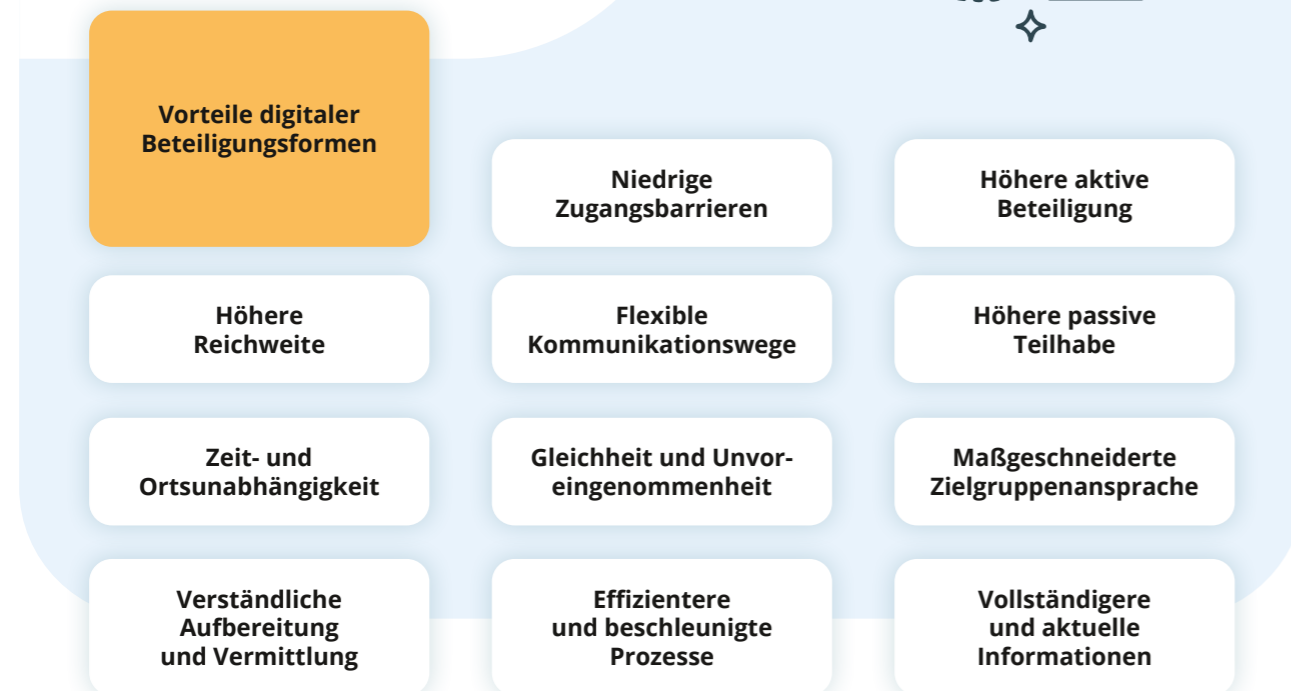 Vorteile digitaler
Beteiligungsformen
Niedrige
Zugangsbarrieren
Höhere aktive
Beteiligung
Höhere
Reichweite
Flexible
Kommunikationswege
Höhere passive
Teilhabe
Zeit- und
Ortsunabhängigkeit
Gleichheit und Unvor-
eingenommenheit
Maßgeschneiderte
Zielgruppenansprache
Verständliche
Aufbereitung
und Vermittlung
Effizientere
und beschleunigte
Prozesse
Vollständigere
und aktuelle
Informationen